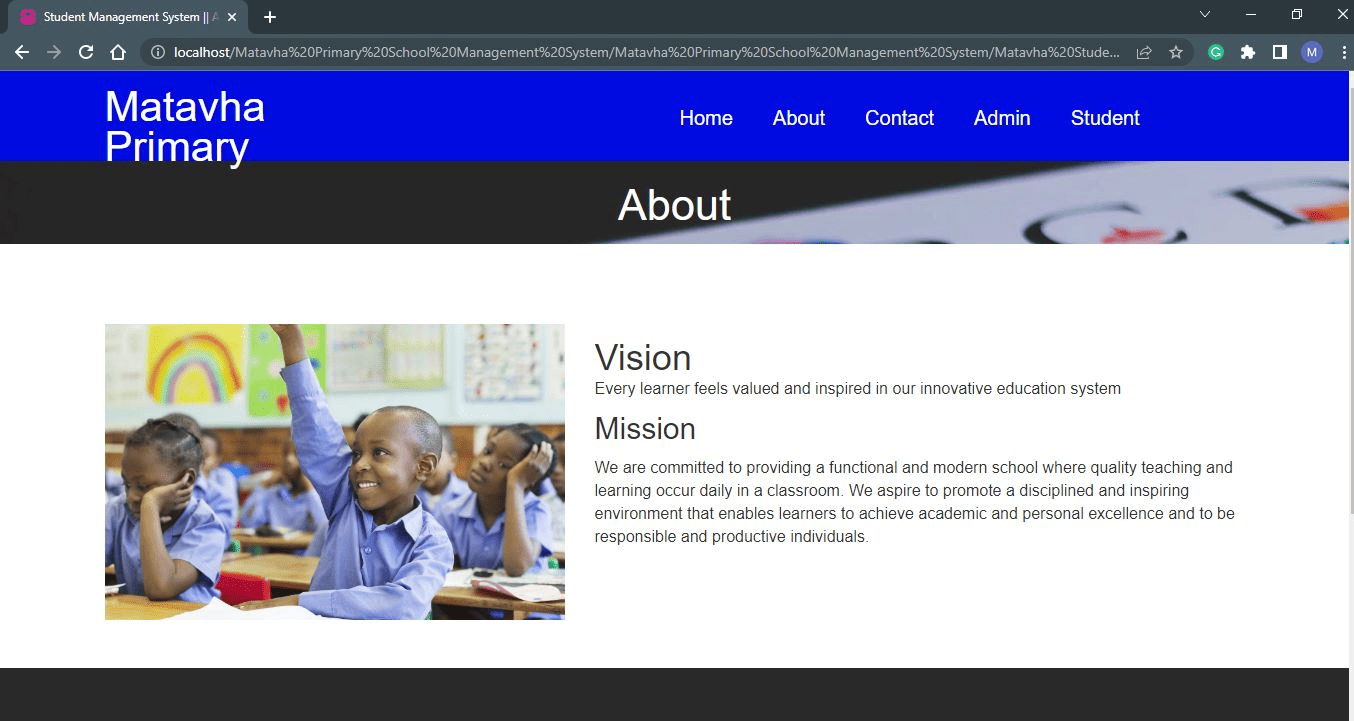 Student Management System || A
localhost/Matavha%20Primary%20School%20Management%20System/Matavha%20Primary%20School%20Management%20System/Matavha%20Stude...
G
M
Matavha
Primary
Home About Contact Admin Student
About
Vision
Every learner feels valued and inspired in our innovative education system
Mission
We are committed to providing a functional and modern school where quality teaching and
learning occur daily in a classroom. We aspire to promote a disciplined and inspiring
environment that enables learners to achieve academic and personal excellence and to be
responsible and productive individuals.